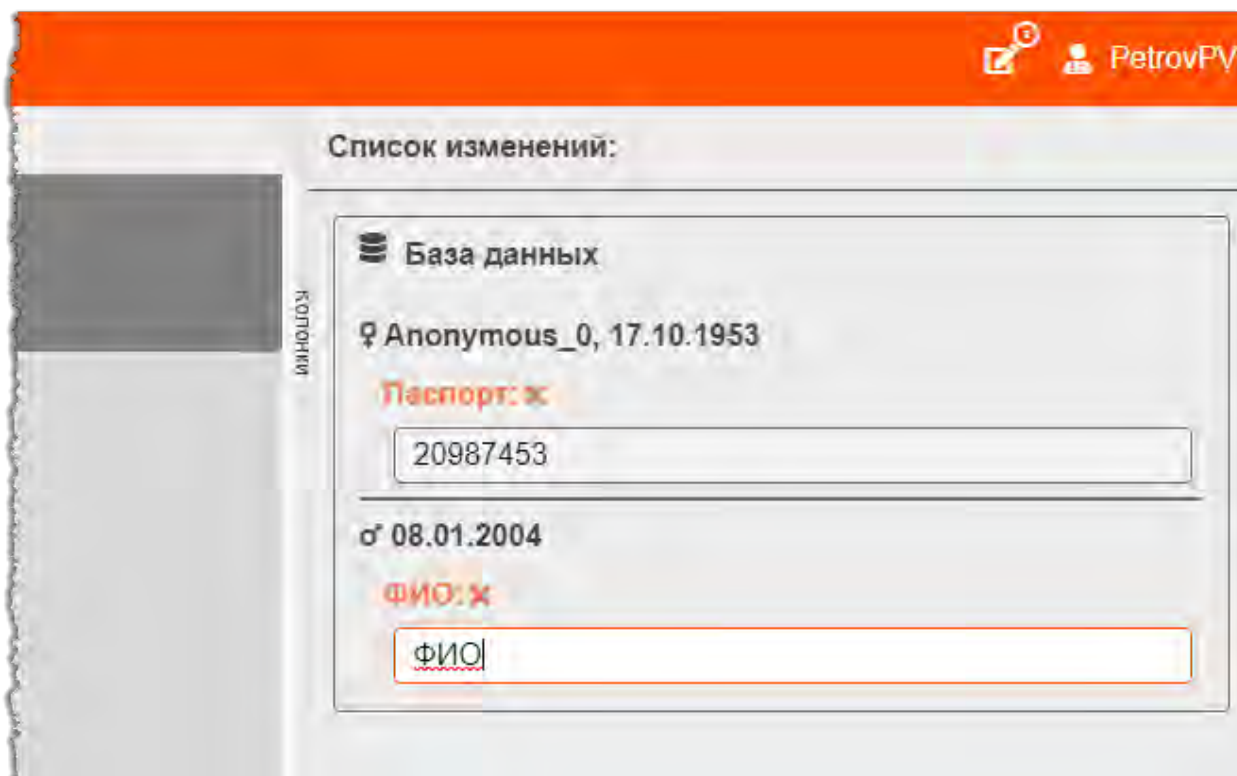 PetrovPV
Список изменений:
База данных
колонки
Anonymous_0, 17.10.1953
Паспорт:
20987453
08.01.2004
ФИО:
ФИО